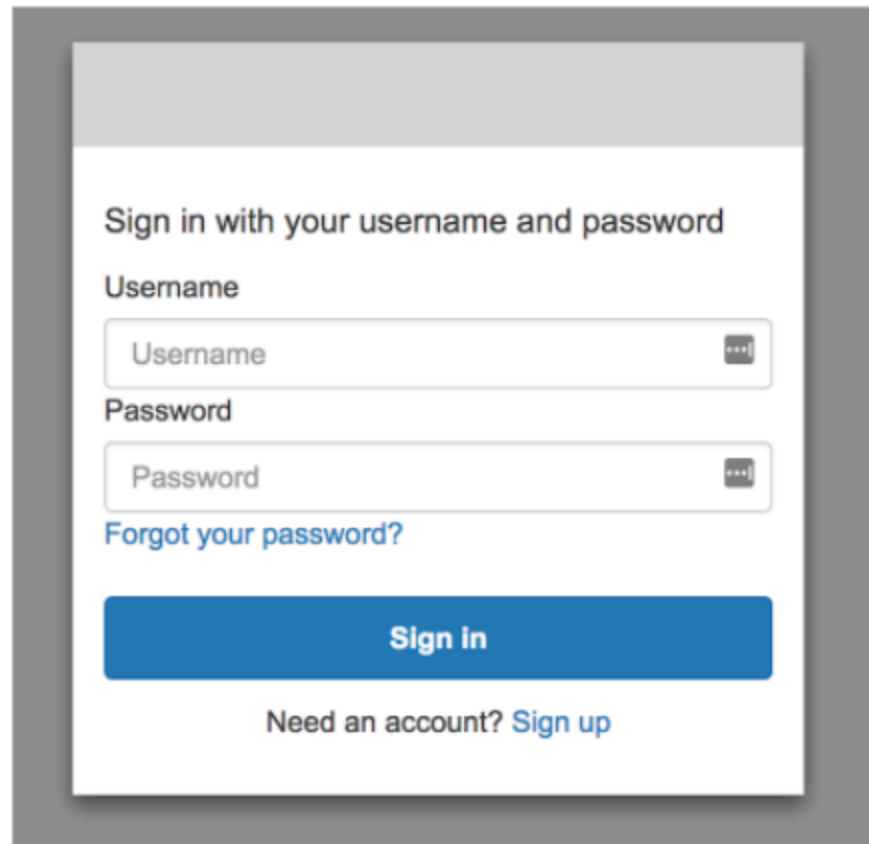 Sign in with your username and password
Username
Username
Password
Password
Forgot your password?
Sign in
Need an account? Sign up